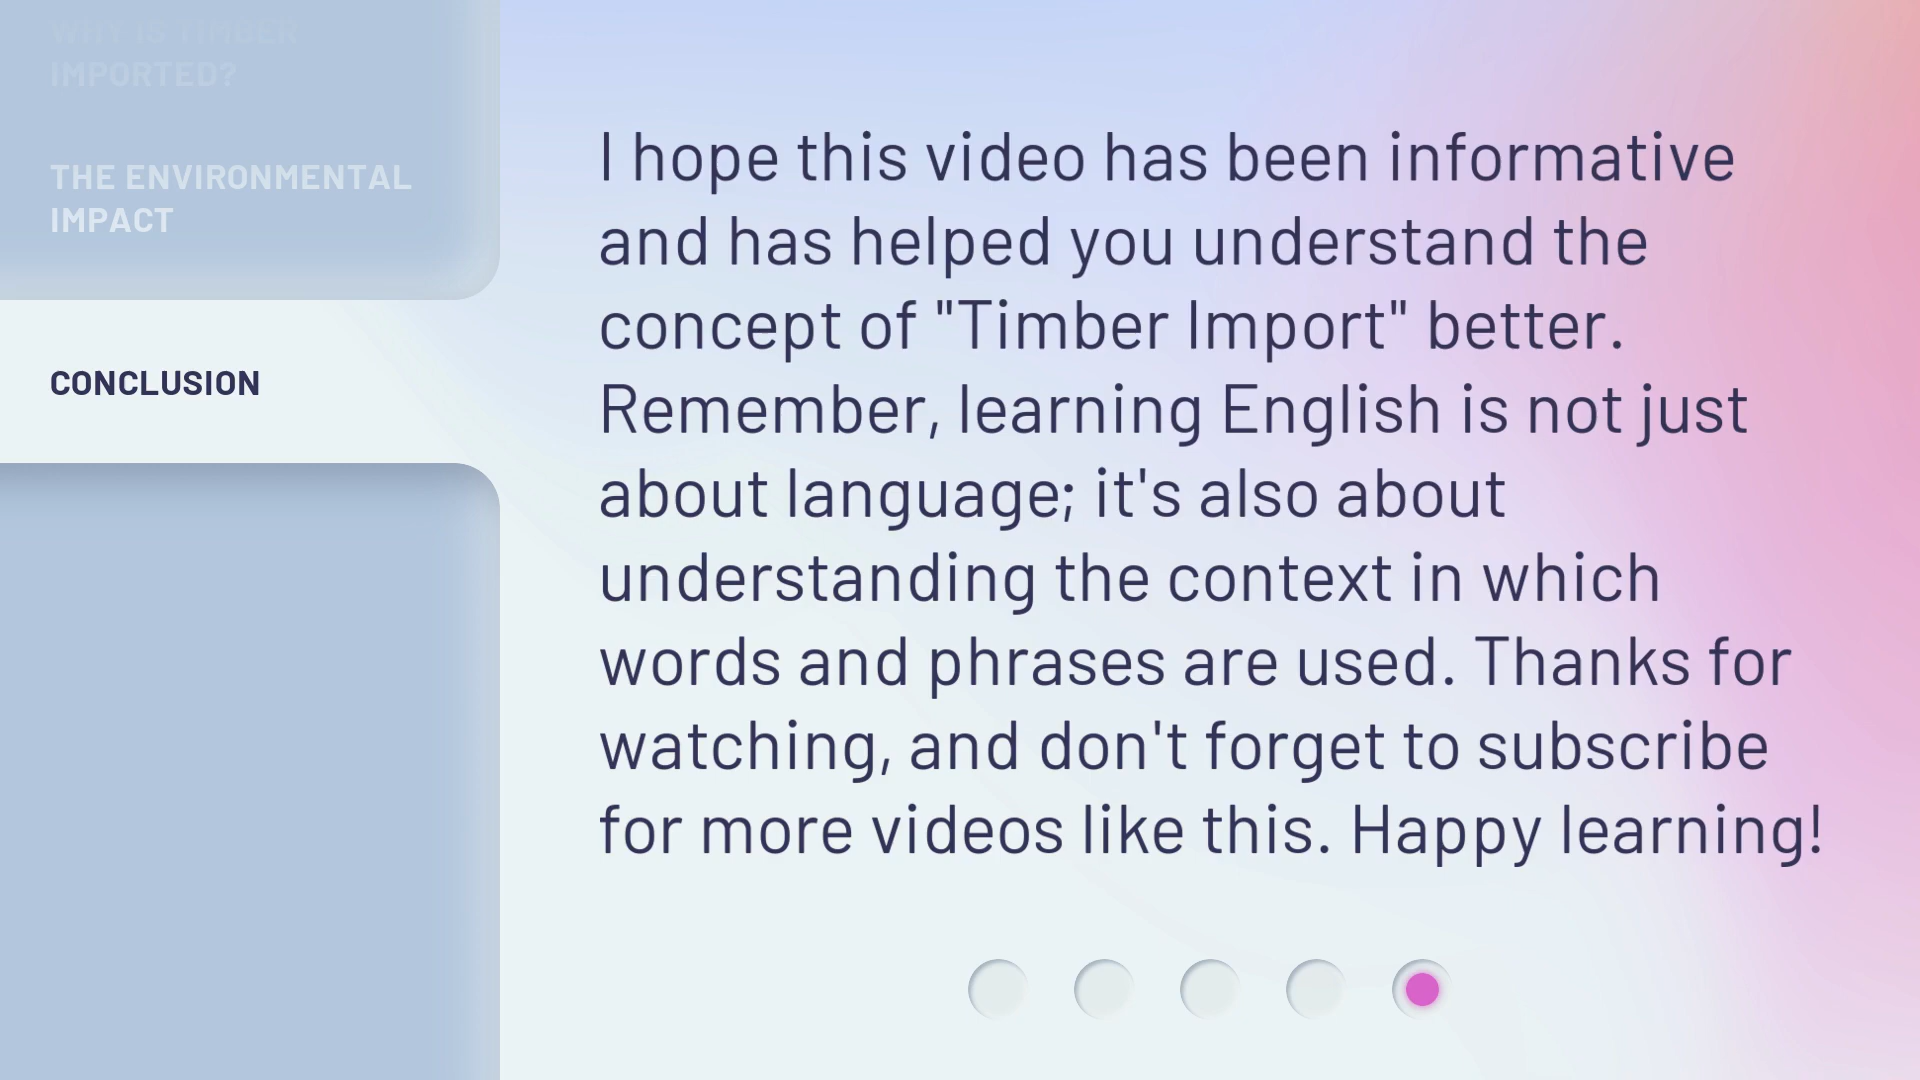 WHY IS TIMBER
IMPORTED?
THE ENVIRONMENTAL
IMPACT
CONCLUSION
I hope this video has been informative
and has helped you understand the
concept of "Timber Import" better.
Remember, learning English is not just
about language; it's also about
understanding the context in which
words and phrases are used. Thanks for
watching, and don't forget to subscribe
for more videos like this. Happy learning!